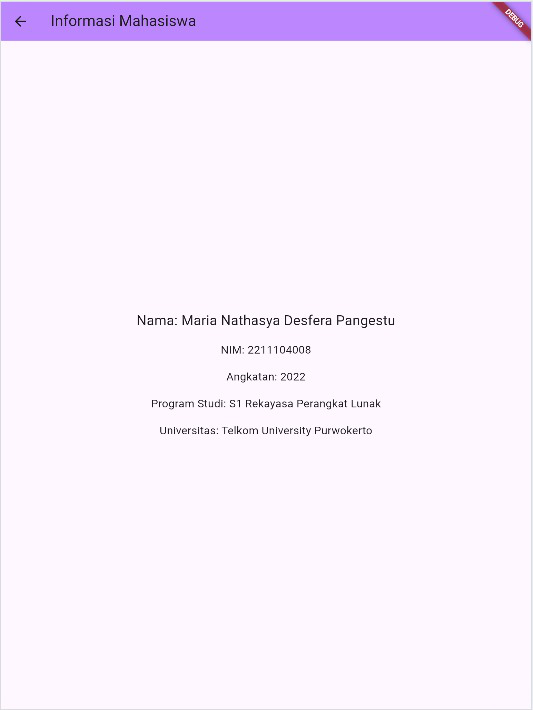 Informasi Mahasiswa
DEBUG
Nama: Maria Nathasya Desfera Pangestu
NIM: 2211104008
Angkatan: 2022
Program Studi: S1 Rekayasa Perangkat Lunak
Universitas: Telkom University Purwokerto